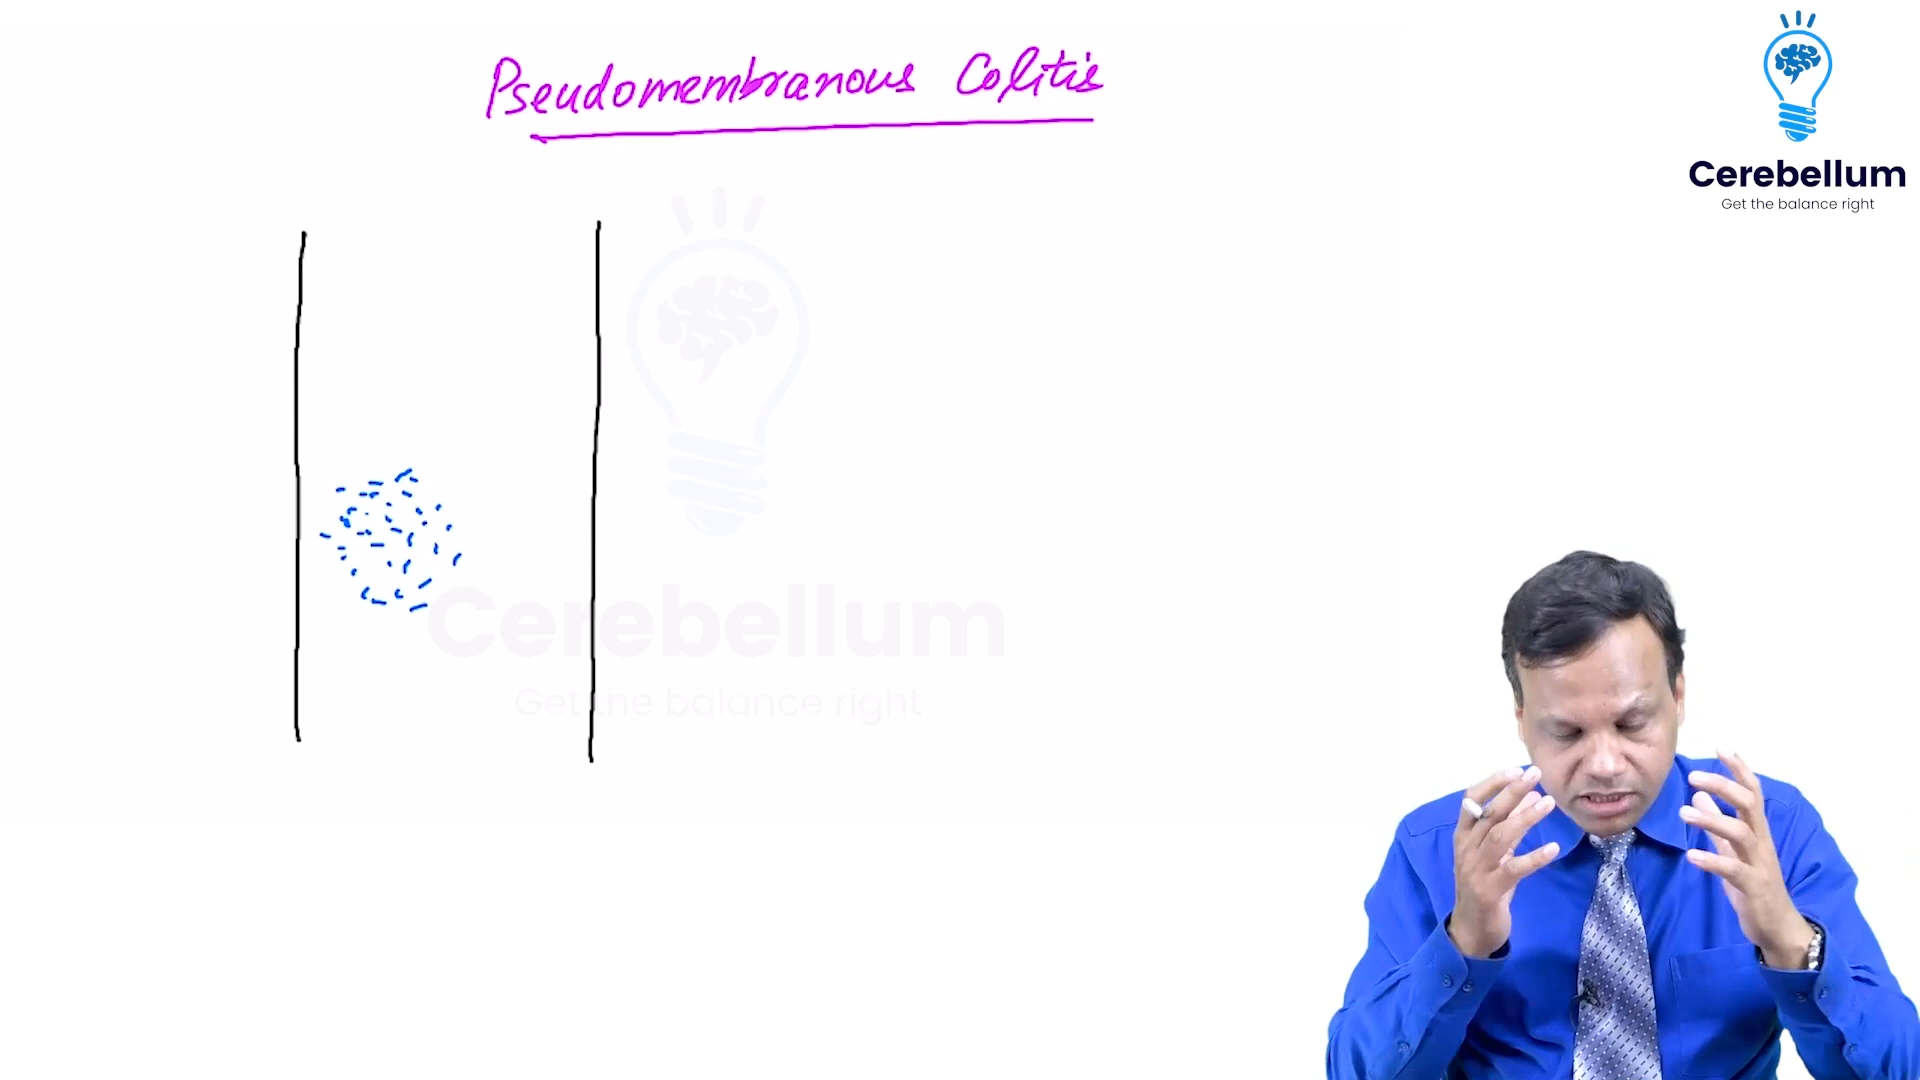 Pseudomembranous Colitis
Cerebellum
Get the balance right
Cerebellum
Get the balance right